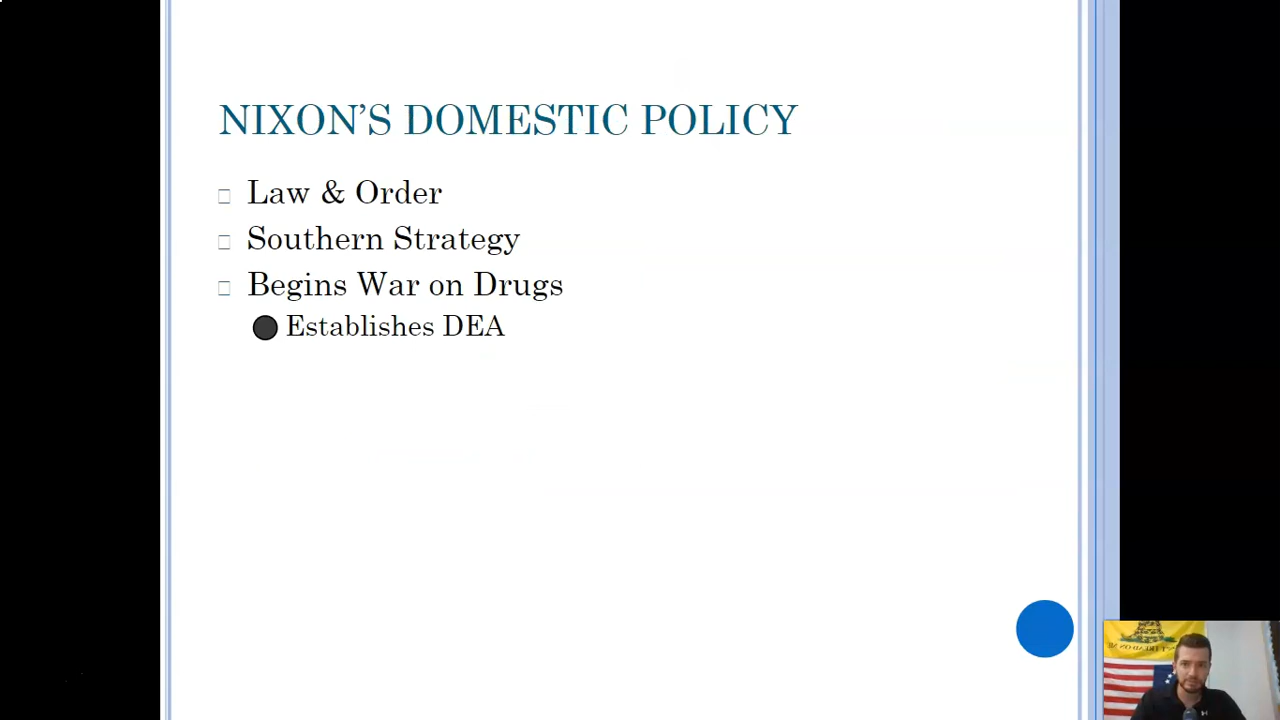 NIXON’S DOMESTIC POLICY
Law & Order
Southern Strategy
Begins War on Drugs
Establishes DEA